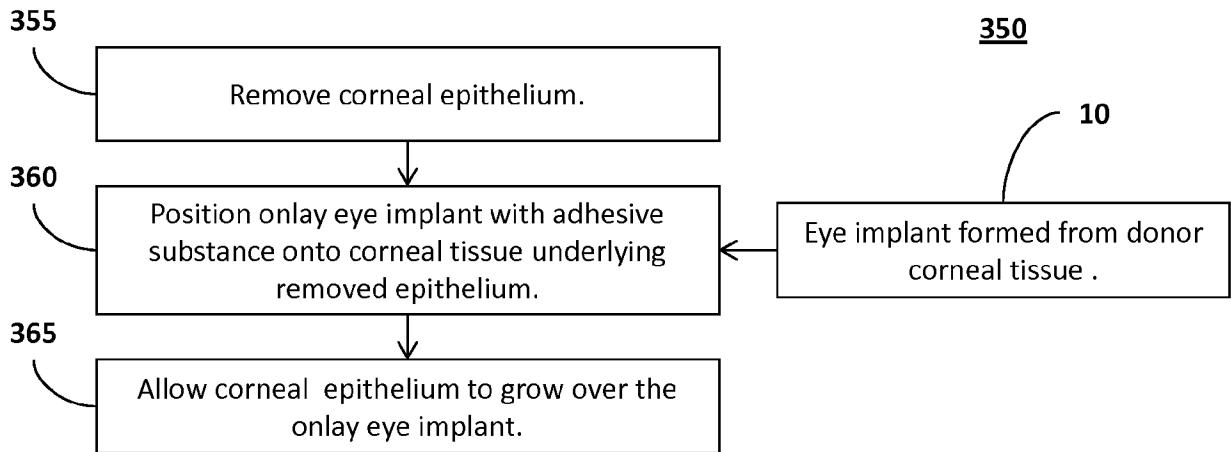 355
350
Remove corneal epithelium.
10
360
Position onlay eye implant with adhesive
substance onto corneal tissue underlying
removed epithelium.
Eye implant formed from donor
corneal tissue .
365
Allow corneal epithelium to grow over the
onlay eye implant.